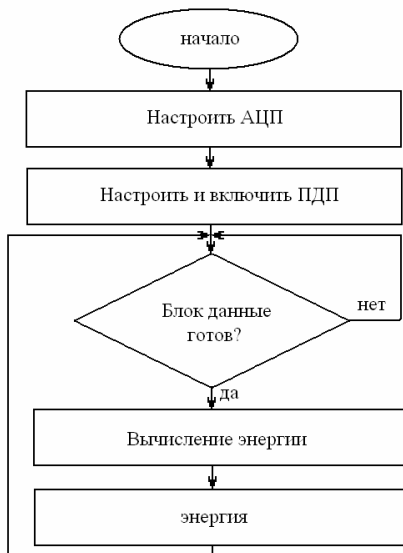 начало
Настроить АЦП
Настроить и включить ПДП
Блок данные
готов?
нет
да
Вычисление энергии
энергия